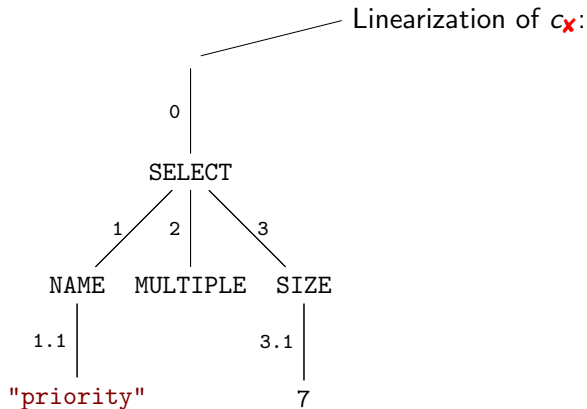 Linearization of c✘:
0
SELECT
1 2 3
NAME MULTIPLE SIZE
1.1 3.1
"priority" 7